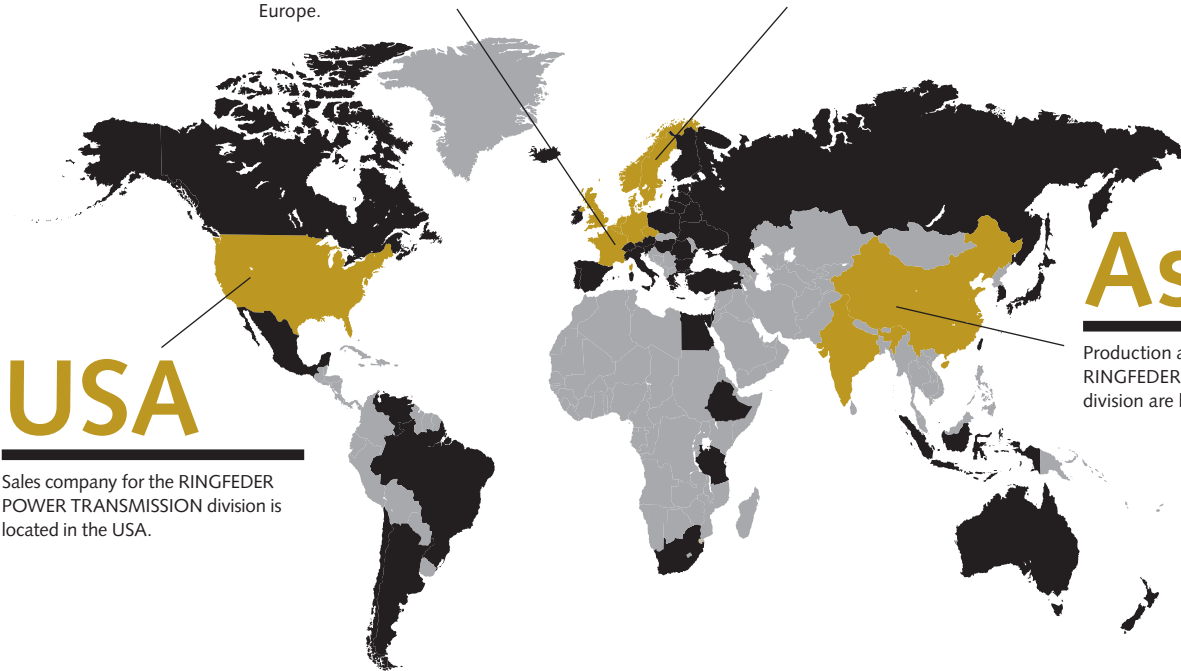 Europe.
USA
Sales company for the RINGFEDER
POWER TRANSMISSION division is
located in the USA.
As
Production a
RINGFEDER
division are l